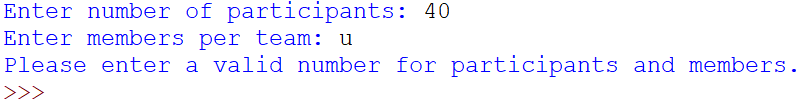 Enter number of participants: 40
Enter members per team: u
Please enter a valid number for participants and members.
>>>